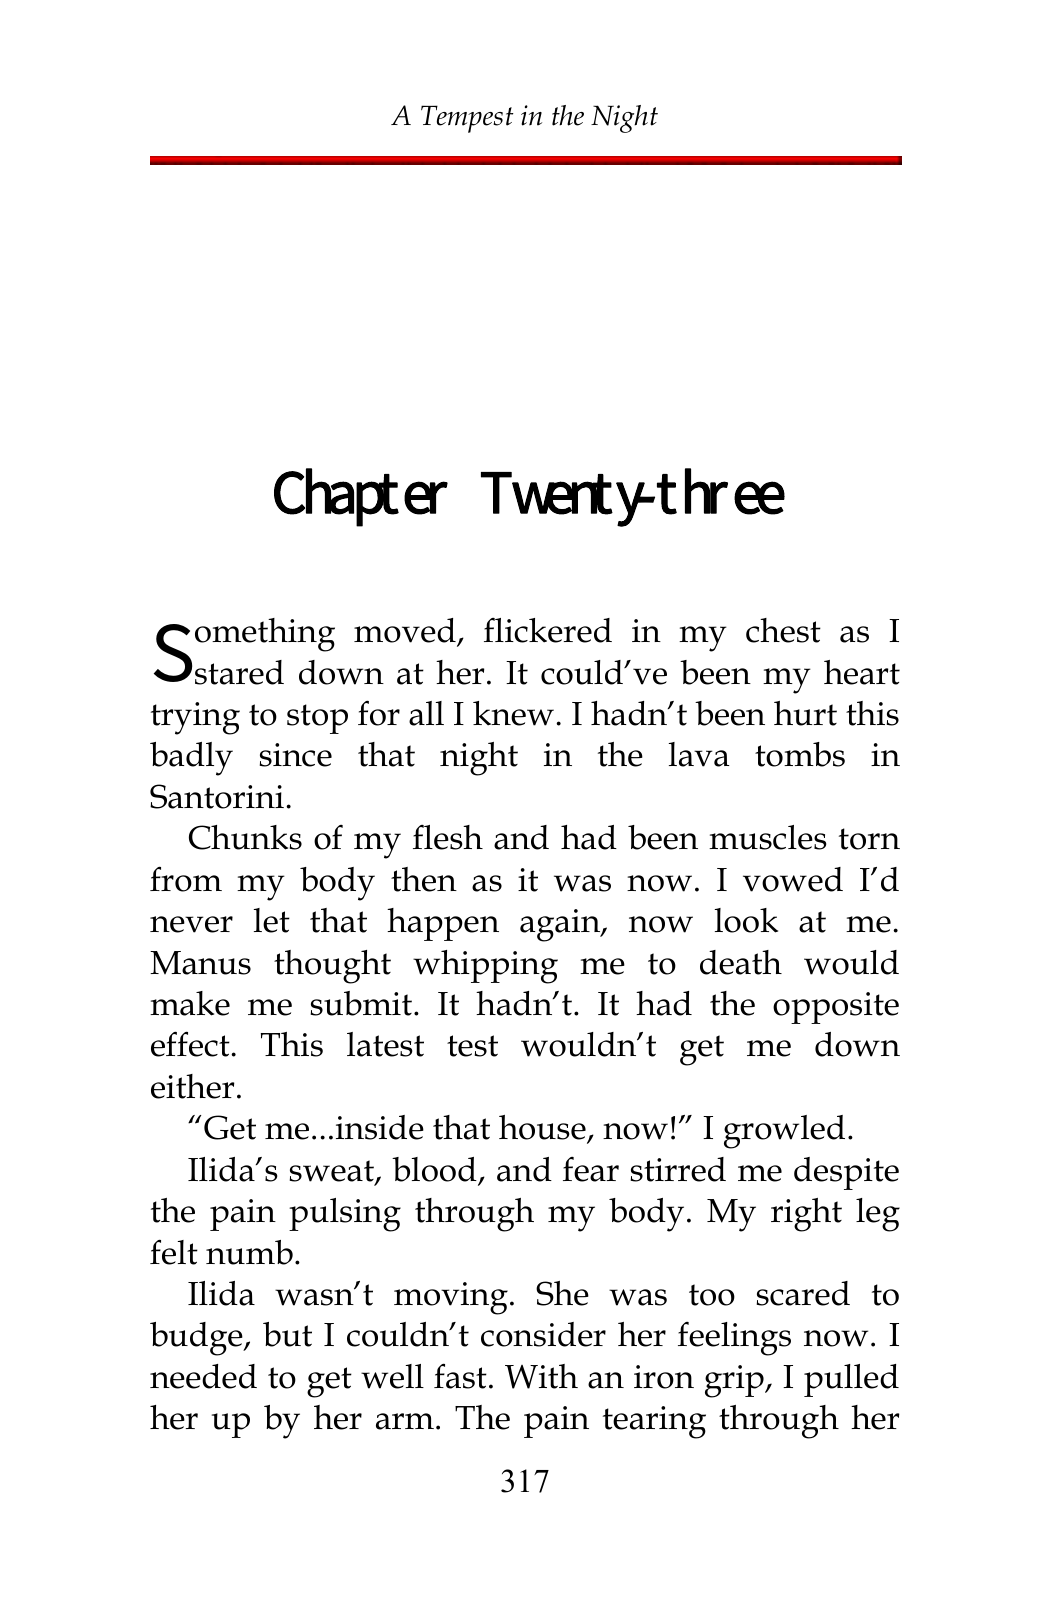 A Tempest in the Night
Chapter Twenty-three
Something moved, flickered in my chest as I
stared down at her. It could’ve been my heart
trying to stop for all I knew. I hadn’t been hurt this
badly since that night in the lava tombs in
Santorini.
Chunks of my flesh and had been muscles torn
from my body then as it was now. I vowed I’d
never let that happen again, now look at me.
Manus thought whipping me to death would
make me submit. It hadn’t. It had the opposite
effect. This latest test wouldn’t get me down
either.
“Get me...inside that house, now!” I growled.
Ilida’s sweat, blood, and fear stirred me despite
the pain pulsing through my body. My right leg
felt numb.
Ilida wasn’t moving. She was too scared to
budge, but I couldn’t consider her feelings now. I
needed to get well fast. With an iron grip, I pulled
her up by her arm. The pain tearing through her
317